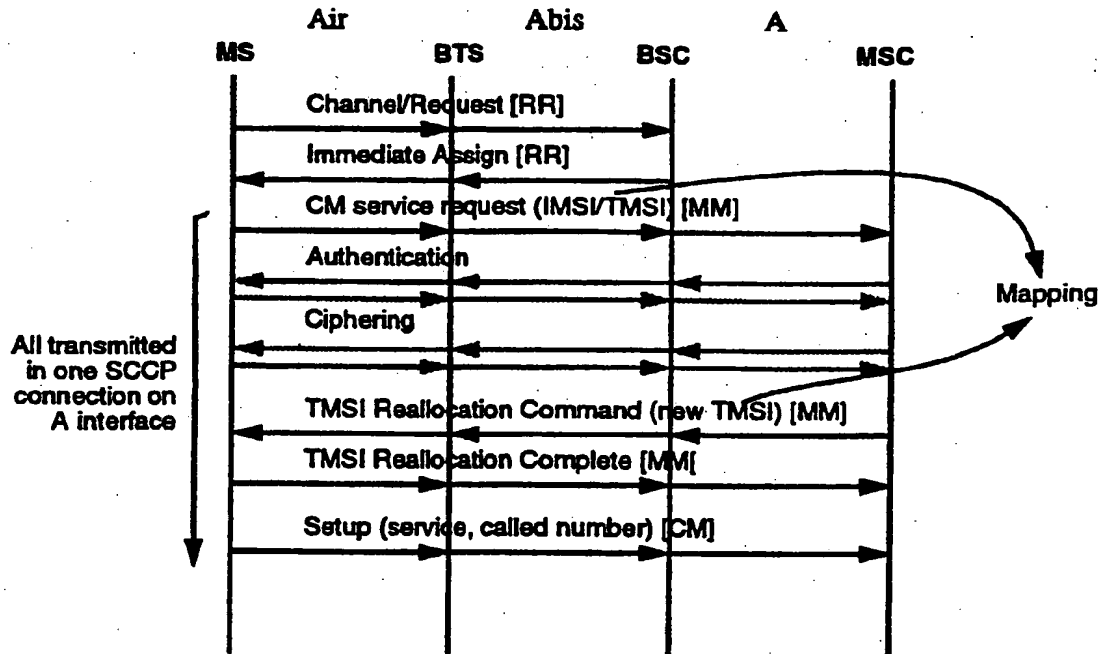 Air Abis A
MS BTS BSC MSC
Channel/Request [RR]
Immediate Assign [RR]
CM service request (IMSI/TMSI) [MM]
Authentication
Mapping
Ciphering
All transmitted
in one SCCP
connection on
A interface
TMSI Reallocation Command (new TMSI) [MM]
TMSI Reallocation Complete [MM[
Setup (service, called number) [CM]